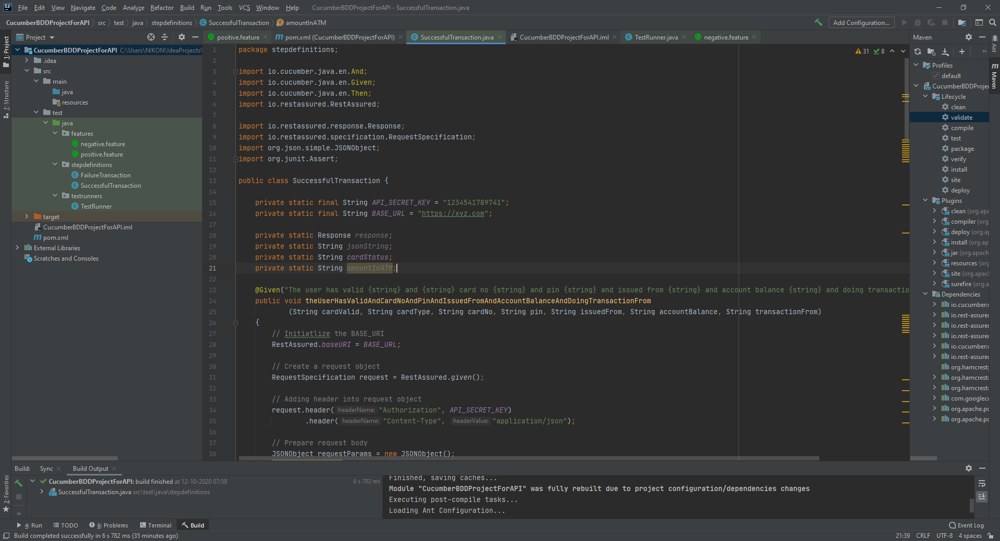 File Edit View Navigate Code Analyze Refactor Build Run Tools VCS Window Help CucumberBDDProjectForAPI - SuccessfulTransaction.java
CucumberBDDProjectForAPI src test java stepdefinitions SuccessfulTransaction amountInATM Add Configuration...
Project
positive.feature pom.xml (CucumberBDDProjectForAPI) SuccessfulTransaction.java CucumberBDDProjectForAPI.iml TestRunner.java negative.feature
1: Project
7: Structure
2: Favorites
CucumberBDDProjectForAPI C:\Users\NIKON\IdeaProjects\
.idea
src
main
java
resources
test
java
features
negative.feature
positive.feature
stepdefinitions
FailureTransaction
SuccessfulTransaction
testrunners
TestRunner
target
CucumberBDDProjectForAPI.iml
pom.xml
External Libraries
Scratches and Consoles
31 8
1 package stepdefinitions;
2
3 import io.cucumber.java.en.And;
4 import io.cucumber.java.en.Given;
5 import io.cucumber.java.en.Then;
6 import io.restassured.RestAssured;
7
8 import io.restassured.response.Response;
9 import io.restassured.specification.RequestSpecification;
10 import org.json.simple.JSONObject;
11 import org.junit.Assert;
12
13 public class SuccessfulTransaction {
14
15 private static final String API_SECRET_KEY = "1234541789741";
16 private static final String BASE_URL = "https://xyz.com";
17
18 private static Response response;
19 private static String jsonString;
20 private static String cardStatus;
21 private static String amountInATM;
22
23 @Given("The user has valid {string} and {string} card no {string} and pin {string} and issued from {string} and account balance {string} and doing transactio
24 public void theUserHasValidAndCardNoAndPinAndIssuedFromAndAccountBalanceAndDoingTransactionFrom
25 (String cardValid, String cardType, String cardNo, String pin, String issuedFrom, String accountBalance, String transactionFrom)
26 {
27 // Initiatlize the BASE_URI
28 RestAssured.baseURI = BASE_URL;
29
30 // Create a request object
31 RequestSpecification request = RestAssured.given();
32
33 // Adding header into request object
34 request.header( headerName: "Authorization", API_SECRET_KEY)
35 .header( headerName: "Content-Type", headerValue: "application/json");
36
37 // Prepare request body
38 JSONObject requestParams = new JSONObject();
Maven
Profiles
default
CucumberBDDProjec
Lifecycle
clean
validate
compile
test
package
verify
install
site
deploy
Plugins
clean (org.apa
compiler (org
deploy (org.ap
install (org.ap
jar (org.apach
resources (org
site (org.apac
surefire (org.a
Dependencies
io.cucumber:c
io.rest-assured
io.rest-assured
io.rest-assured
io.cucumber:c
io.rest-assured
org.hamcrest:
org.hamcrest:
org.hamcrest:
com.googlecc
org.apache.pc
org.apache.pc
Ant
Maven
Build: Sync Build Output
CucumberBDDProjectForAPI: build finished at 12-10-2020 07:59 6 s 782 ms
SuccessfulTransaction.java src\test\java\stepdefinitions
Finished, saving caches...
Module "CucumberBDDProjectForAPI" was fully rebuilt due to project configuration/dependencies changes
Executing post-compile tasks...
Loading Ant Configuration...
4: Run TODO 6: Problems Terminal Build Event Log
Build completed successfully in 6 s 782 ms (35 minutes ago) 21:39 CRLF UTF-8 4 spaces